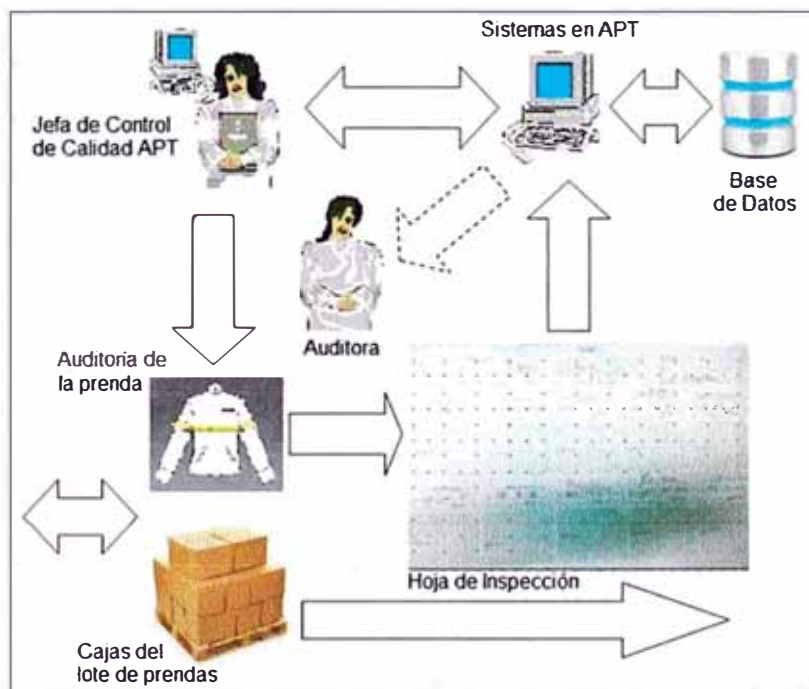 Sistemas en APT
Jefa de Control
de Calidad APT
Base
de Datos
Auditora
Auditoría de
la prenda
Hoja de Inspección
Cajas del
lote de prendas